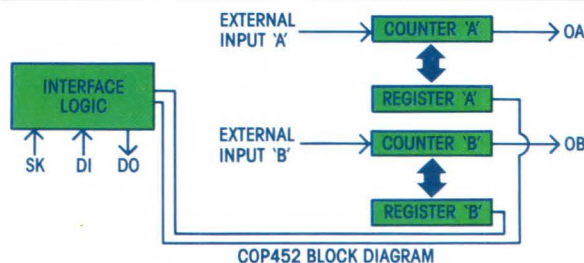 EXTERNAL
INPUT 'A'
COUNTER 'A'
OA
INTERFACE
LOGIC
REGISTER 'A'
EXTERNAL
INPUT 'B'
COUNTER 'B'
OB
SK DI DO
REGISTER 'B'
COP452 BLOCK DIAGRAM